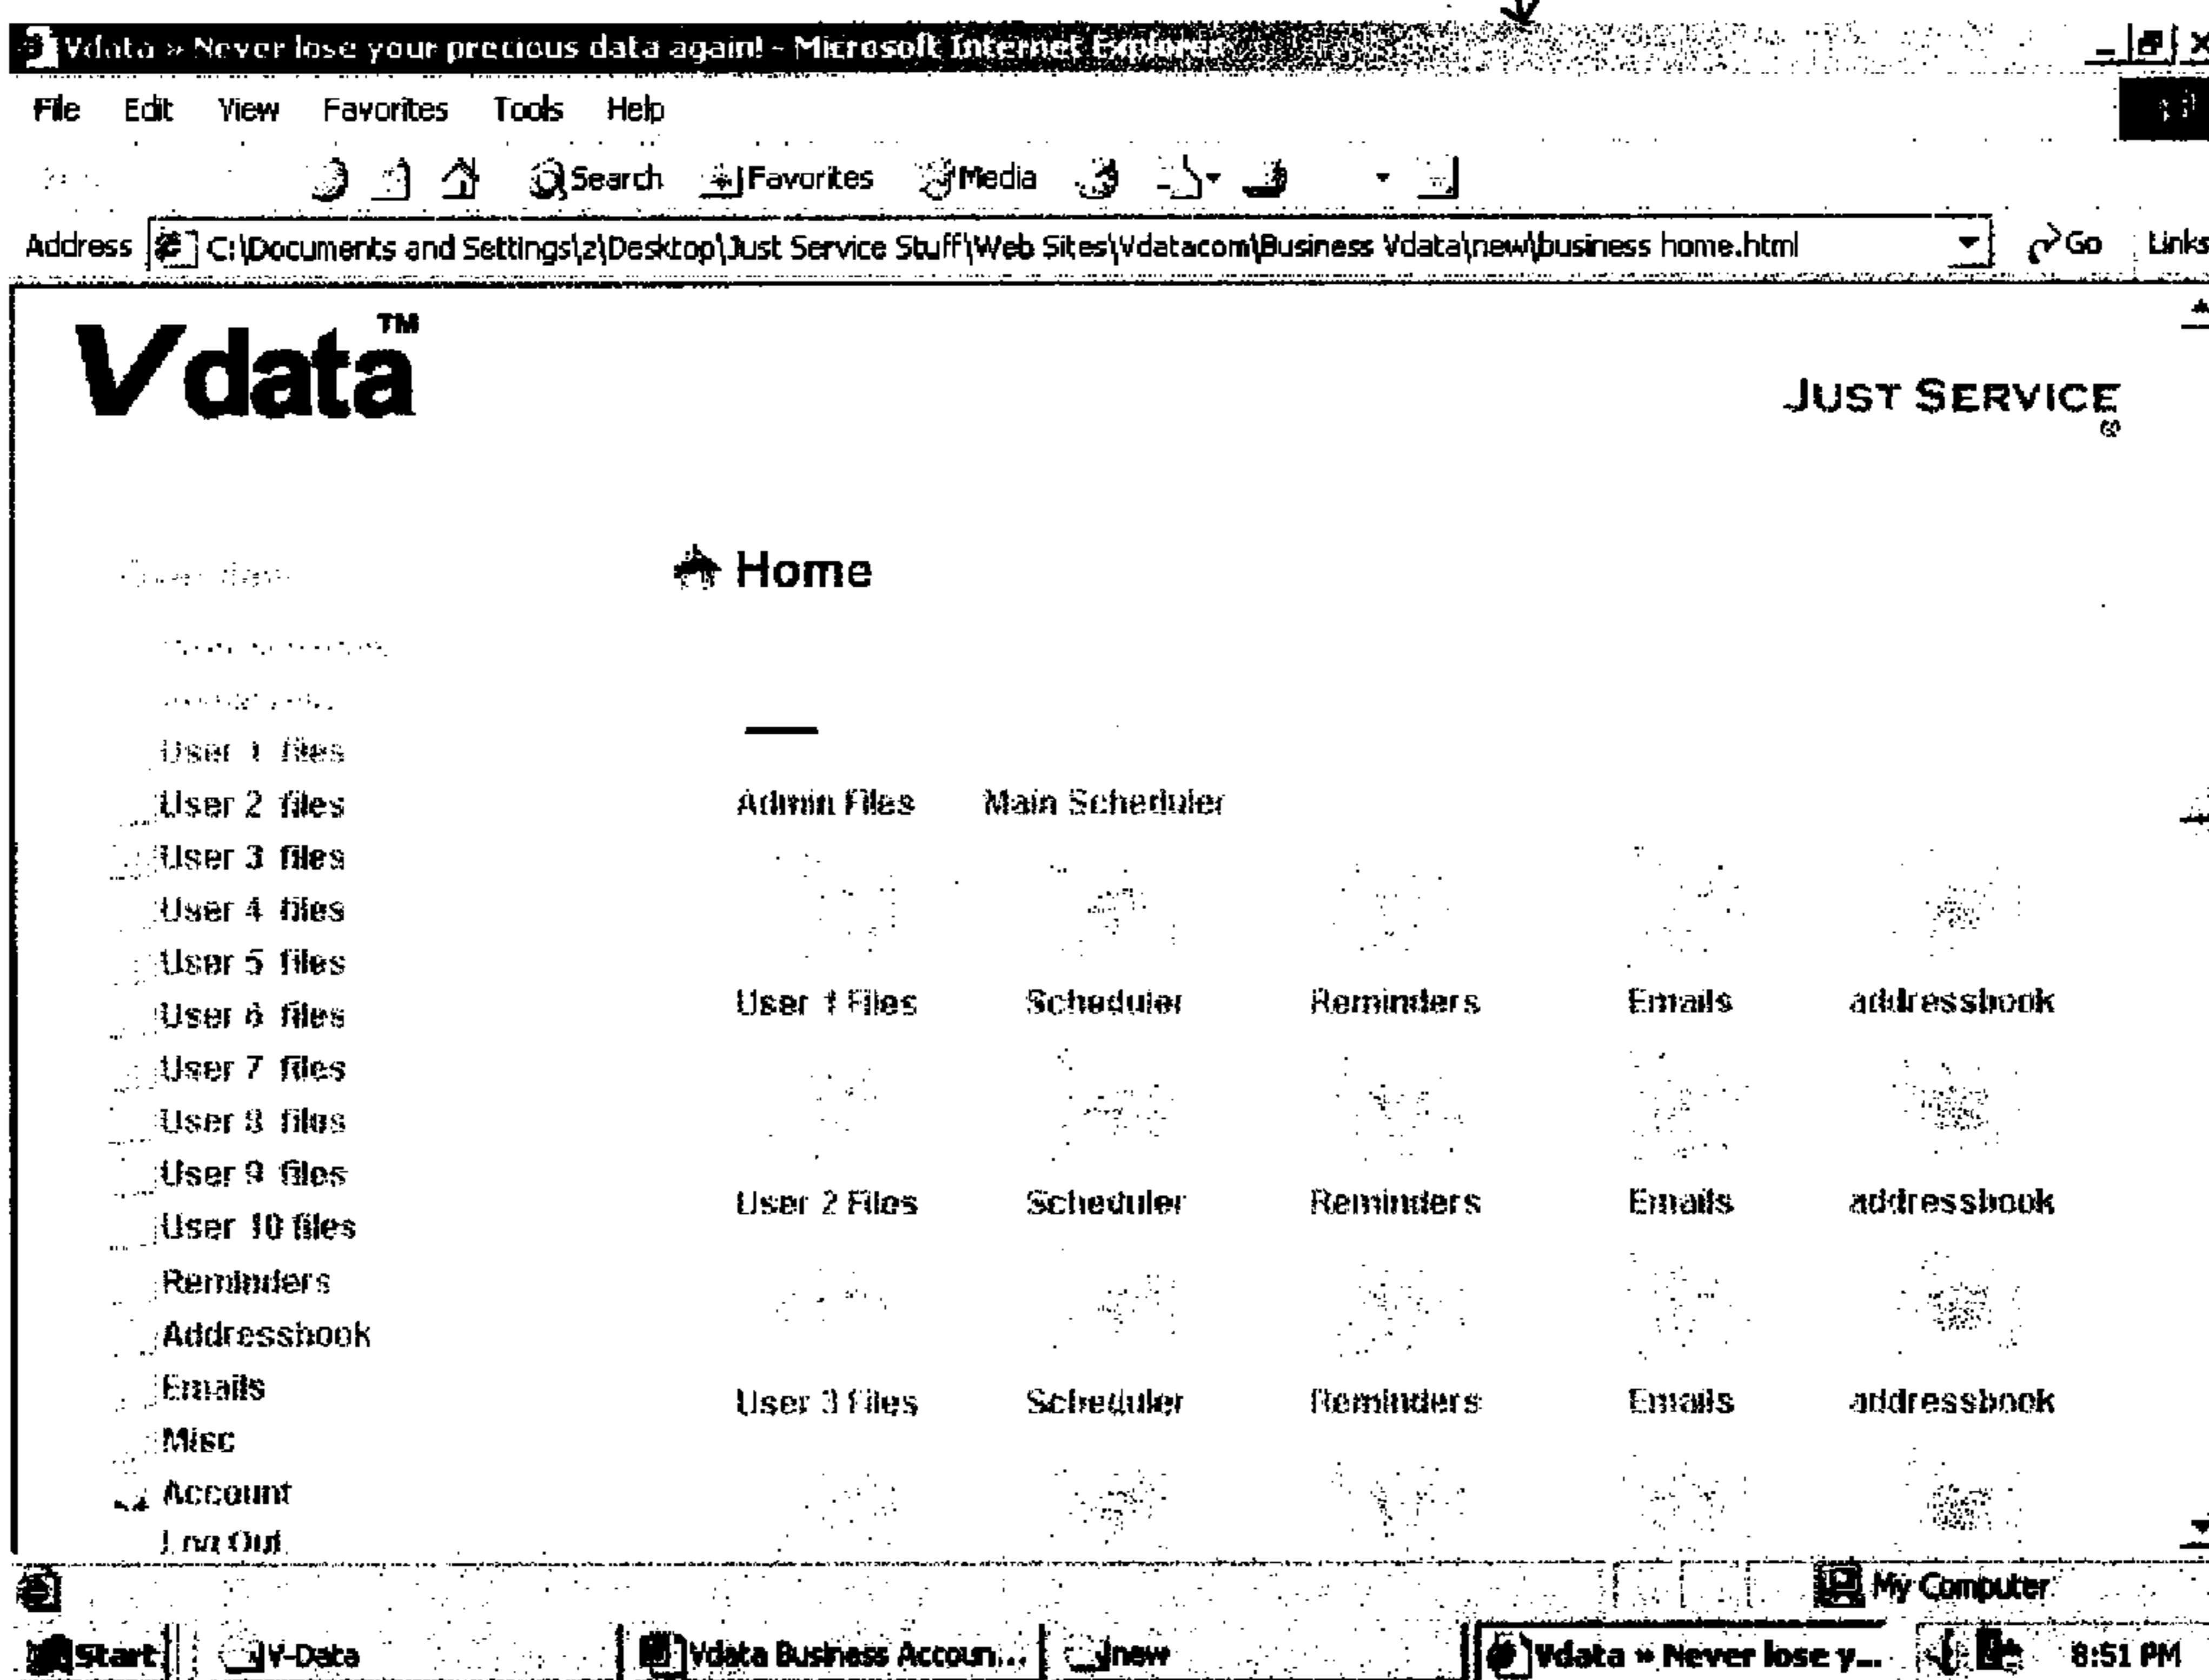 Vdata » Never lose your precious data again! - Microsoft Internet Explorer
File Edit View Favorites Tools Help
Search Favorites Media
Address C:\Documents and Settings\z\Desktop\Just Service Stuff\Web Sites\Vdatacom\Business Vdata\new\business home.html Go Links
Vdata™
JUST SERVICE ®
Home
User 1 files
User 2 files
Admin Files Main Scheduler
User 3 files
User 4 files
User 5 files
User 1 Files Scheduler Reminders Emails addressbook
User 6 files
User 7 files
User 8 files
User 9 files
User 2 Files Scheduler Reminders Emails addressbook
User 10 files
Reminders
Addressbook
Emails
User 3 Files Scheduler Reminders Emails addressbook
Misc
Account
Log Out
My Computer
Start V-Data Vdata Business Accoun... new Vdata » Never lose y... 8:51 PM